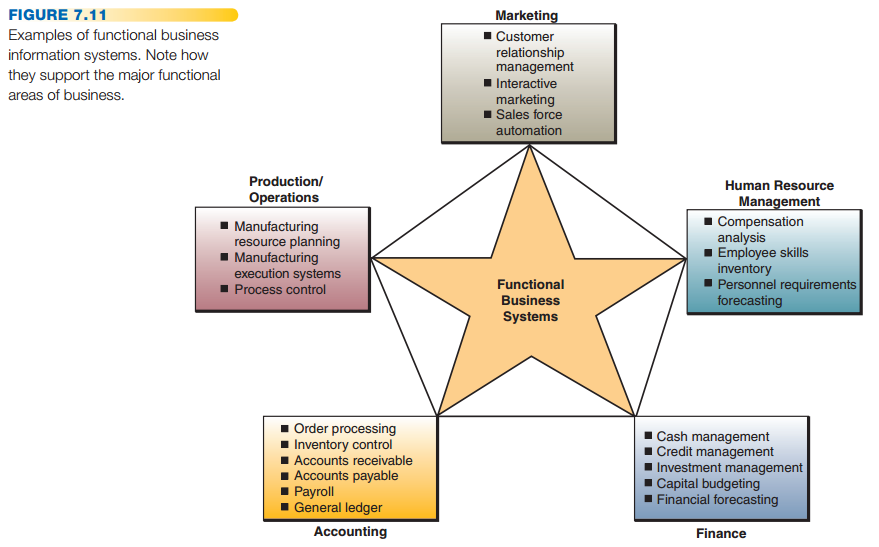 FIGURE 7.11
Examples of functional business
information systems. Note how
they support the major functional
areas of business.
Marketing
■ Customer
relationship
management
■ Interactive
marketing
■ Sales force
automation
Production/
Operations
■ Manufacturing
resource planning
■ Manufacturing
execution systems
■ Process control
Human Resource
Management
■ Compensation
analysis
■ Employee skills
inventory
■ Personnel requirements
forecasting
Functional
Business
Systems
■ Order processing
■ Inventory control
■ Accounts receivable
■ Accounts payable
■ Payroll
■ General ledger
Accounting
■ Cash management
■ Credit management
■ Investment management
■ Capital budgeting
■ Financial forecasting
Finance